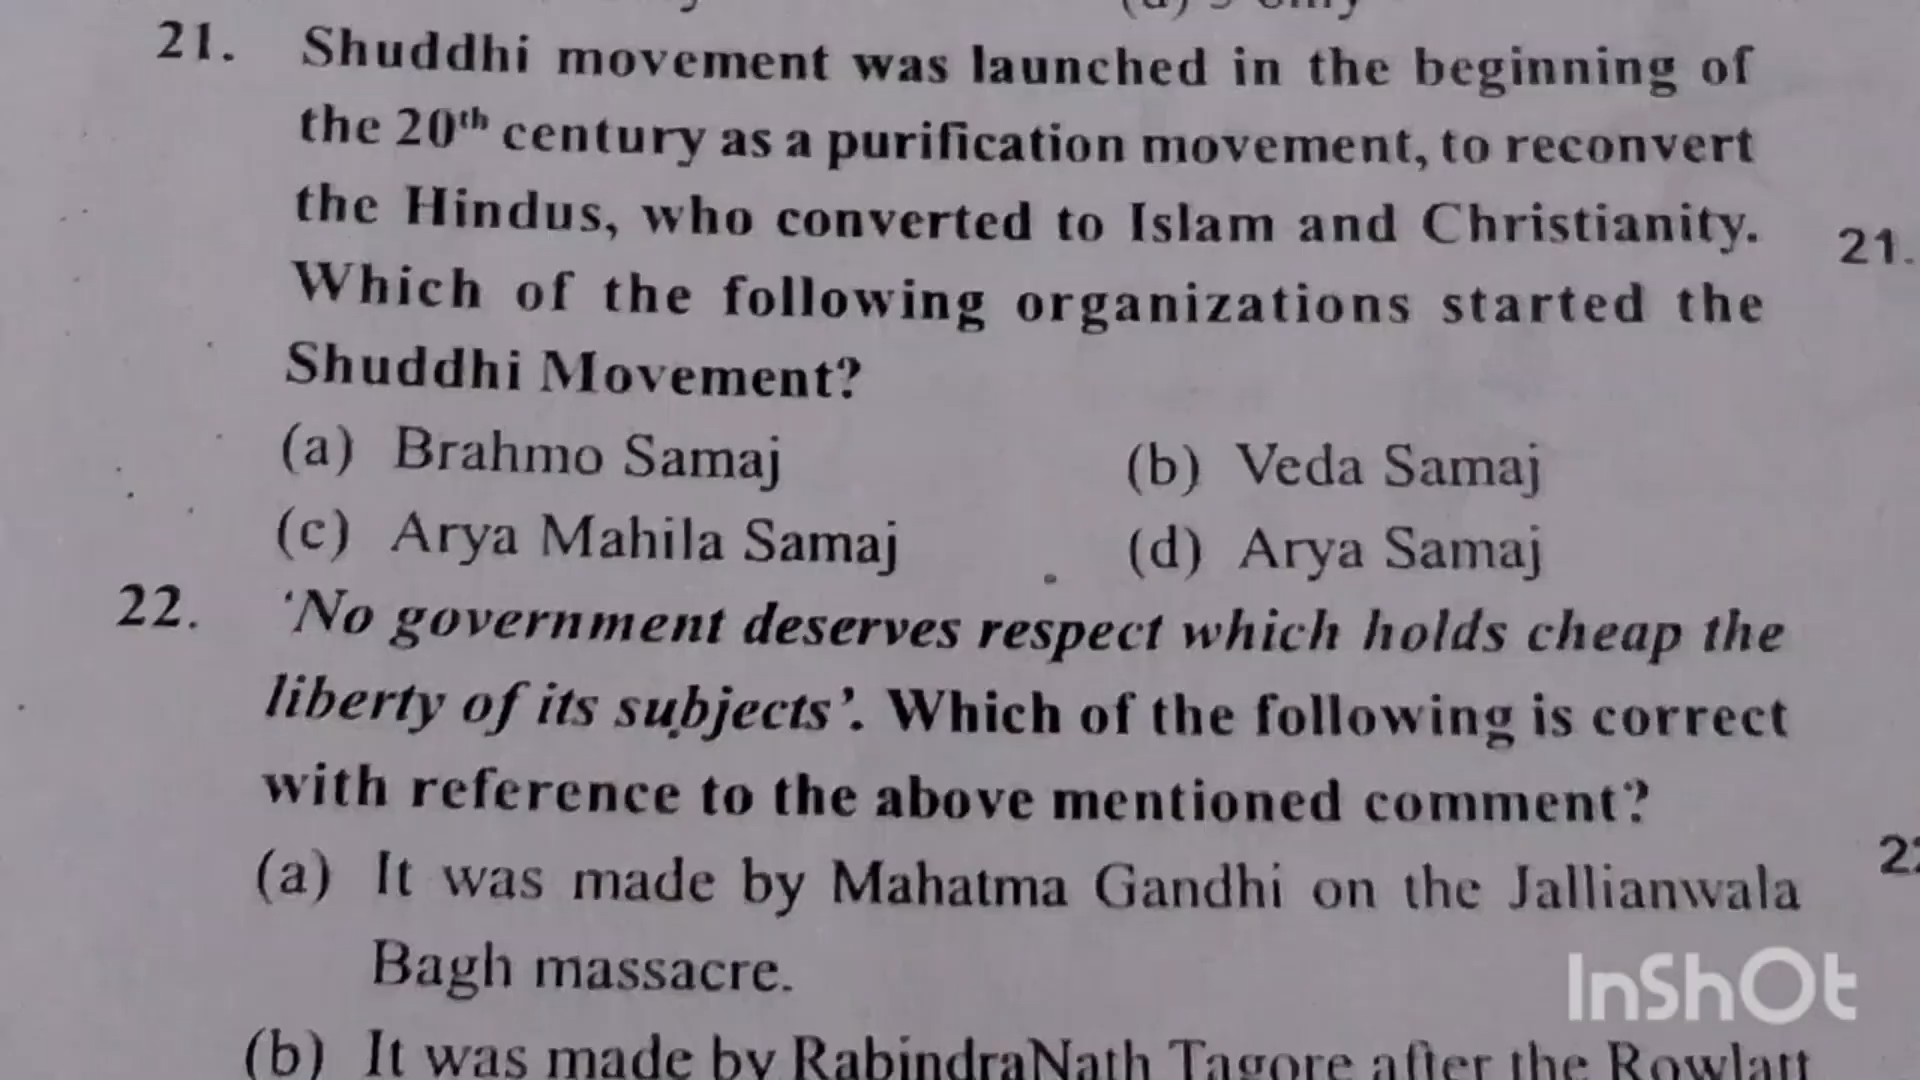 21. Shuddhi movement was launched in the beginning of
the 20th century as a purification movement, to reconvert
the Hindus, who converted to Islam and Christianity.
Which of the following organizations started the
Shuddhi Movement?
(a) Brahmo Samaj (b) Veda Samaj
(c) Arya Mahila Samaj (d) Arya Samaj
22. 'No government deserves respect which holds cheap the
liberty of its subjects'. Which of the following is correct
with reference to the above mentioned comment?
(a) It was made by Mahatma Gandhi on the Jallianwala
Bagh massacre.
(b) It was made by RabindraNath Tagore after the Rowlatt
21.
InShOt